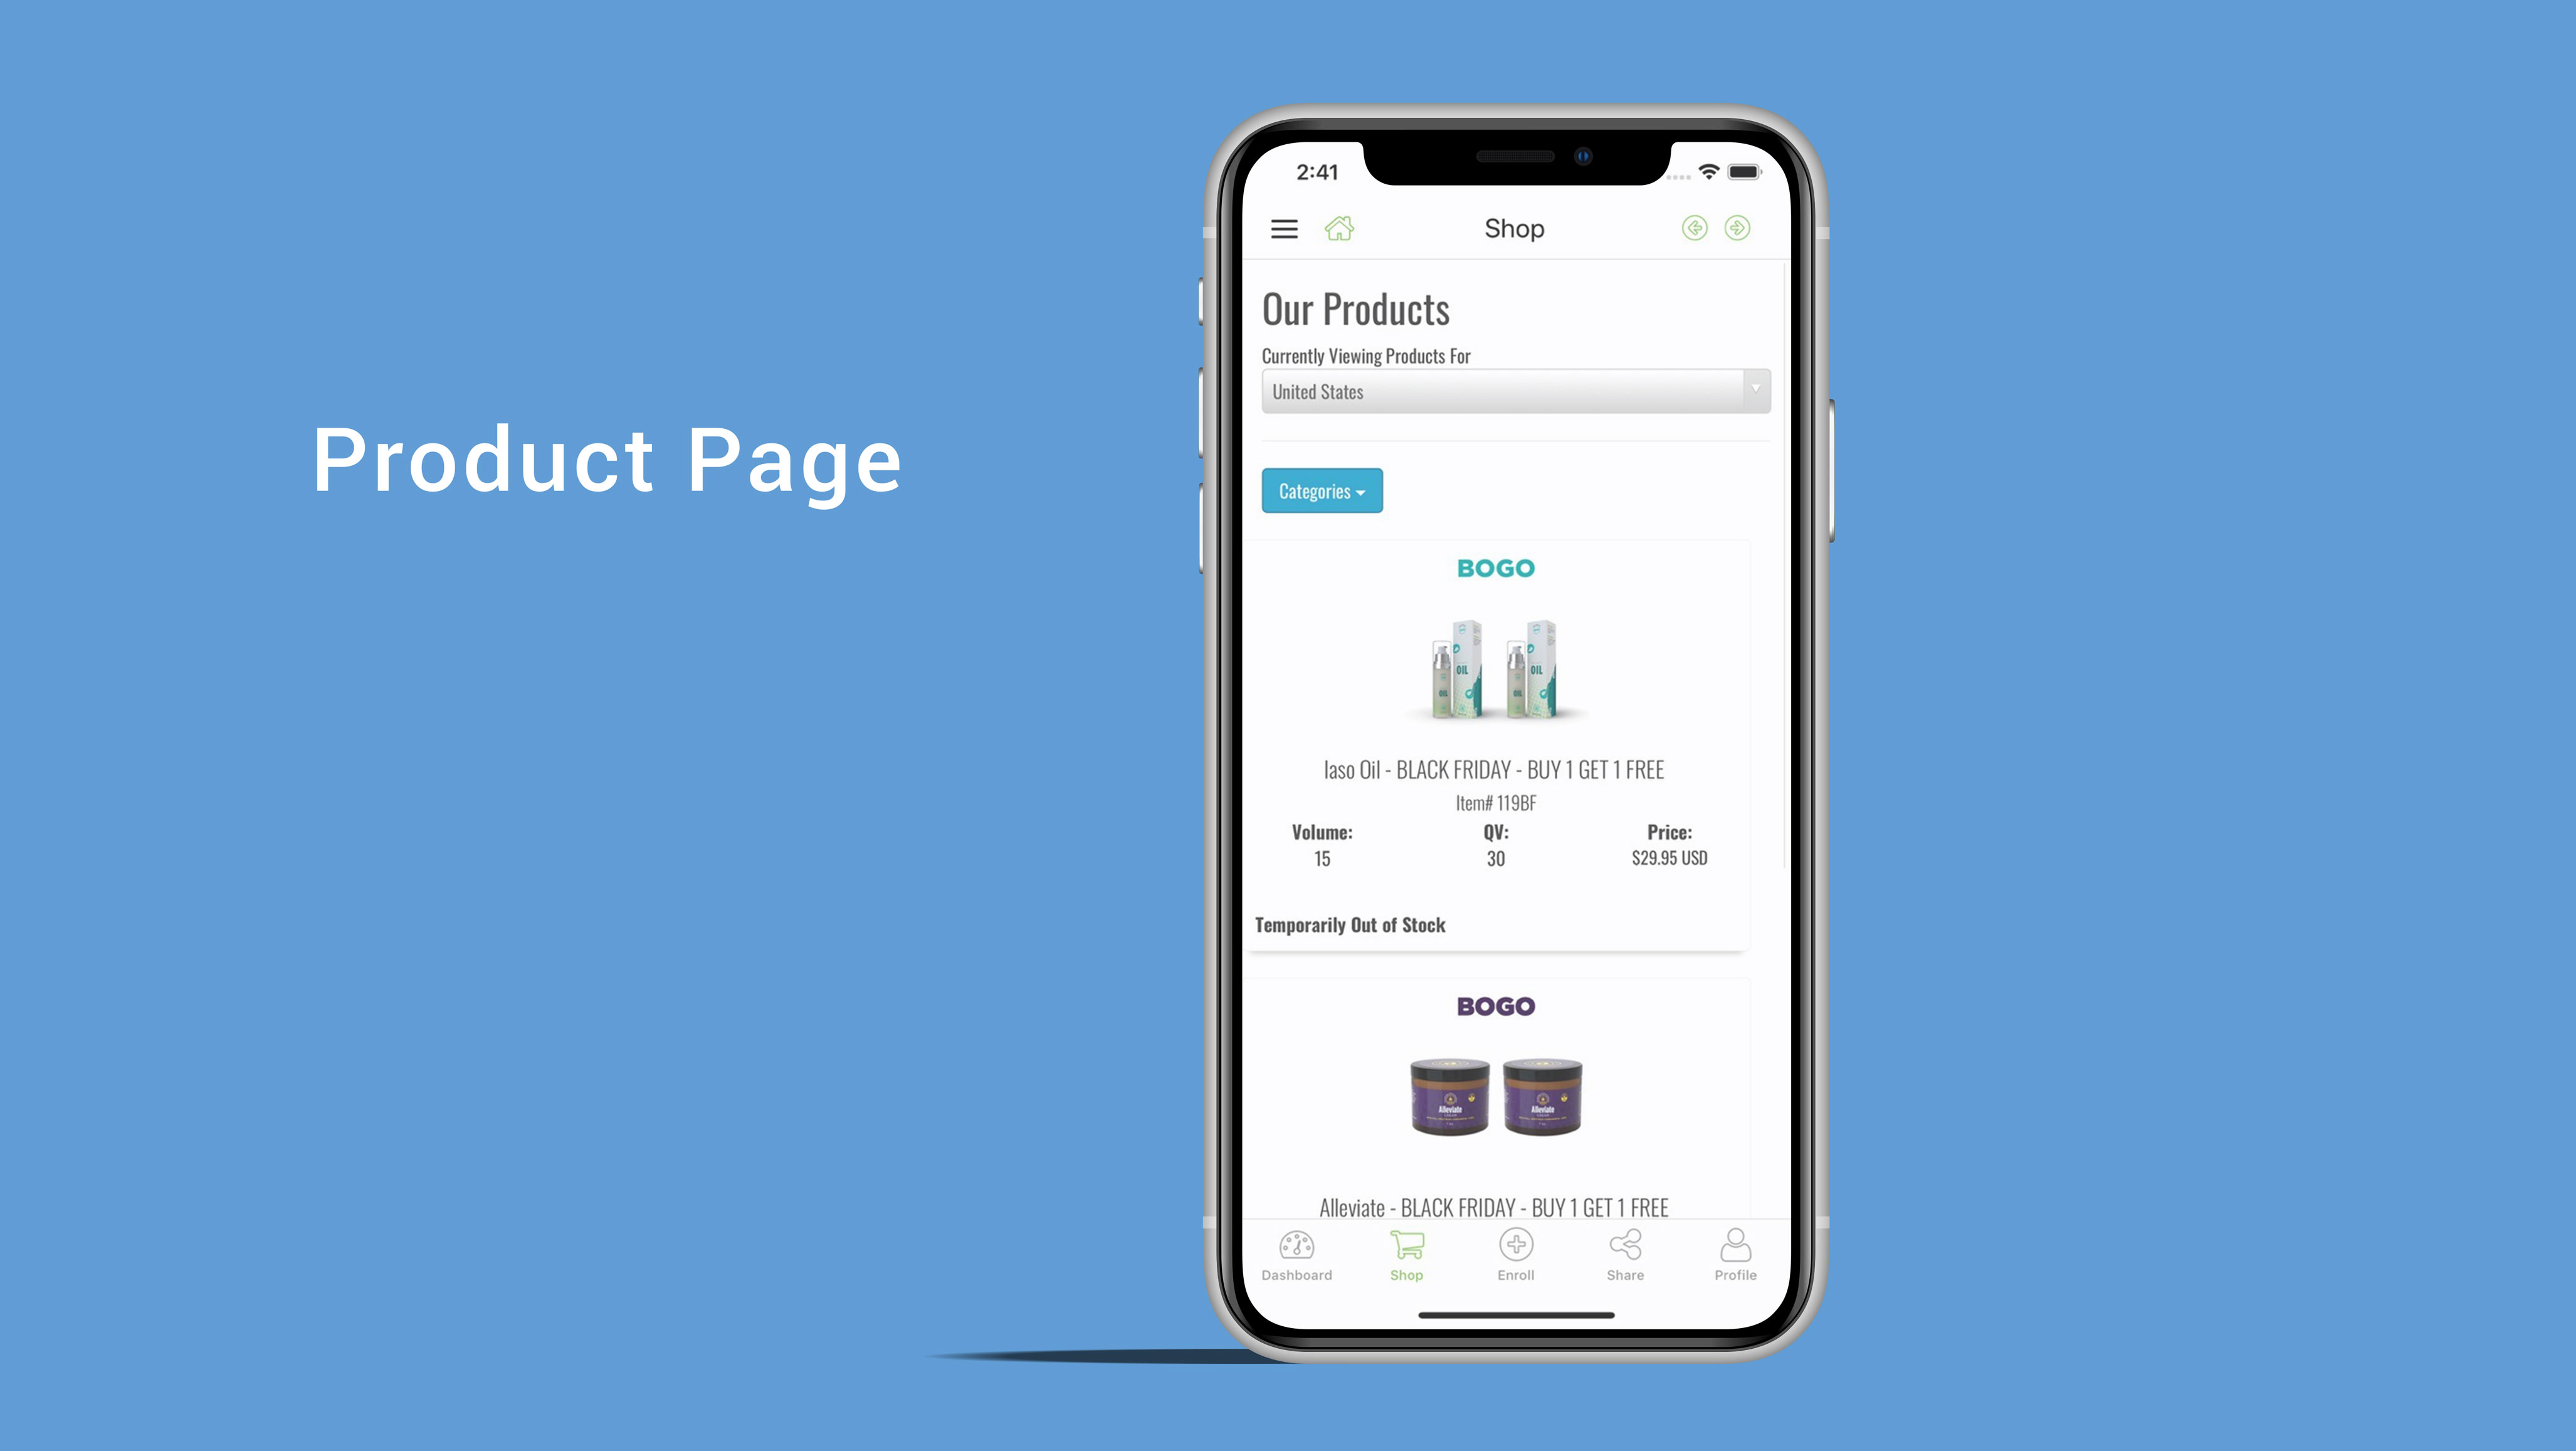 Product Page
2:41
Shop
Our Products
Currently Viewing Products For
United States
Categories
BOGO
OIL
OIL
OIL
OIL
Iaso Oil - BLACK FRIDAY - BUY 1 GET 1 FREE
Item# 119BF
Volume: QV: Price:
15 30 $29.95 USD
Temporarily Out of Stock
BOGO
Alleviate Alleviate
Alleviate - BLACK FRIDAY - BUY 1 GET 1 FREE
Dashboard Shop Enroll Share Profile